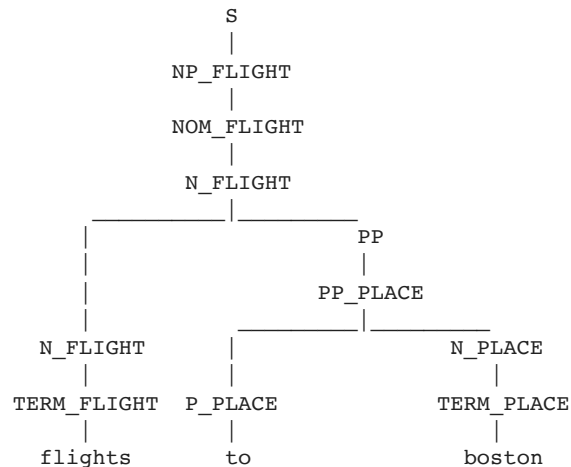 S
NP_FLIGHT
NOM_FLIGHT
N_FLIGHT
PP
PP_PLACE
N_FLIGHT N_PLACE
TERM_FLIGHT P_PLACE TERM_PLACE
flights to boston